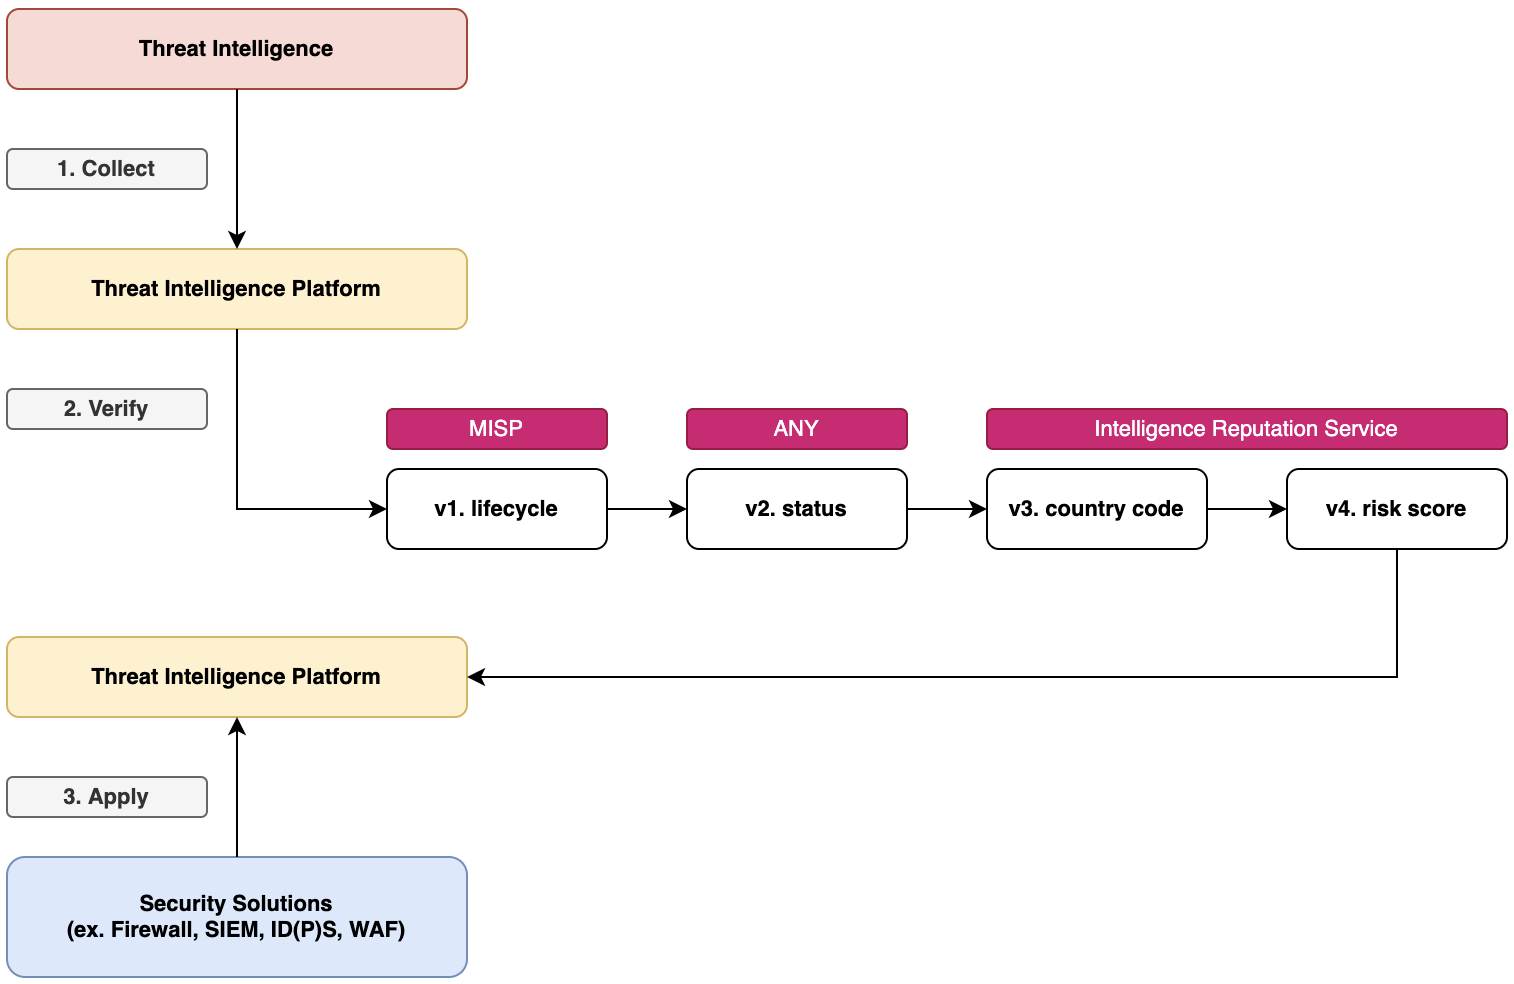 Threat Intelligence
1. Collect
Threat Intelligence Platform
2. Verify
MISP
ANY
Intelligence Reputation Service
v1. lifecycle
v2. status
v3. country code
v4. risk score
Threat Intelligence Platform
3. Apply
Security Solutions
(ex. Firewall, SIEM, ID(P)S, WAF)